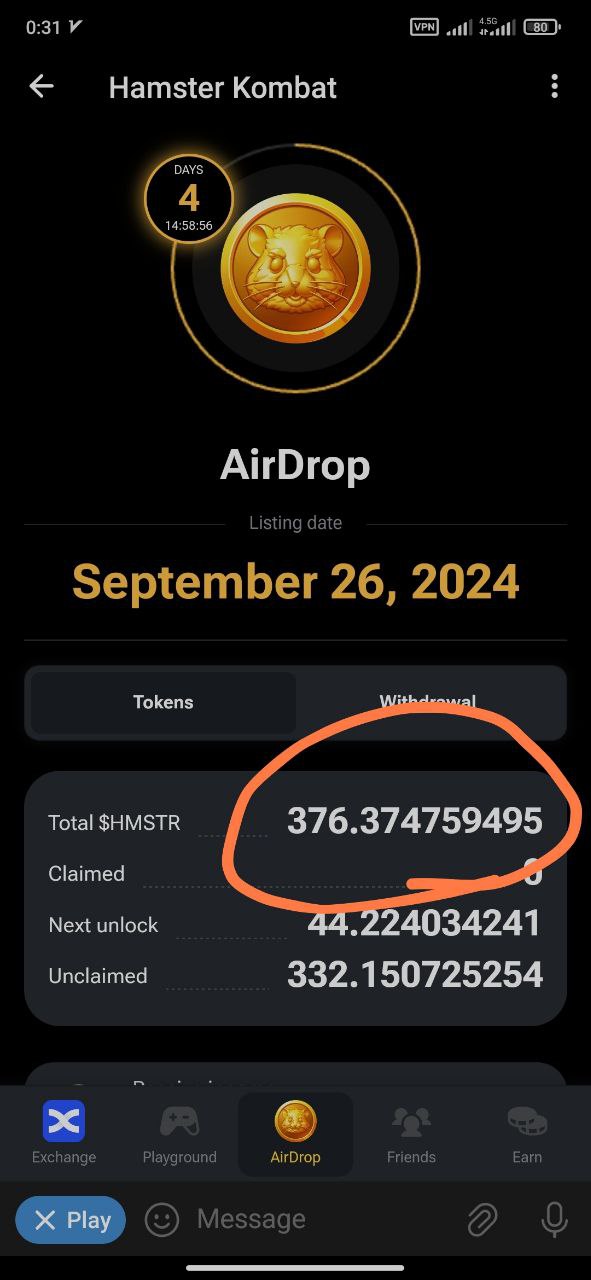 0:31
VPN 4.5G 80
Hamster Kombat
DAYS
4
14:58:56
AirDrop
Listing date
September 26, 2024
Tokens Withdrawal
Total $HMSTR 376.374759495
Claimed 0
Next unlock 44.224034241
Unclaimed 332.150725254
Exchange Playground AirDrop Friends Earn
Play Message